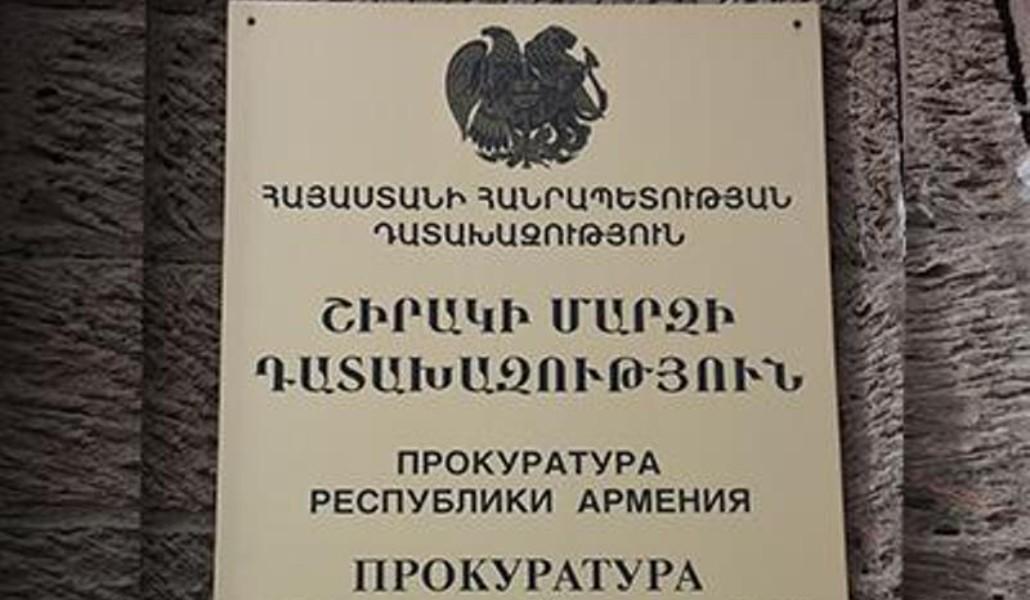 ՀԱՅԱՍՏԱՆԻ ՀԱՆՐԱՊԵՏՈՒԹՅԱՆ
ԴԱՏԱԽԱԶՈՒԹՅՈՒՆ
ՇԻՐԱԿԻ ՄԱՐԶԻ
ԴԱՏԱԽԱԶՈՒԹՅՈՒՆ
ПРОКУРАТУРА
РЕСПУБЛИКИ АРМЕНИЯ
ПРОКУРАТУРА